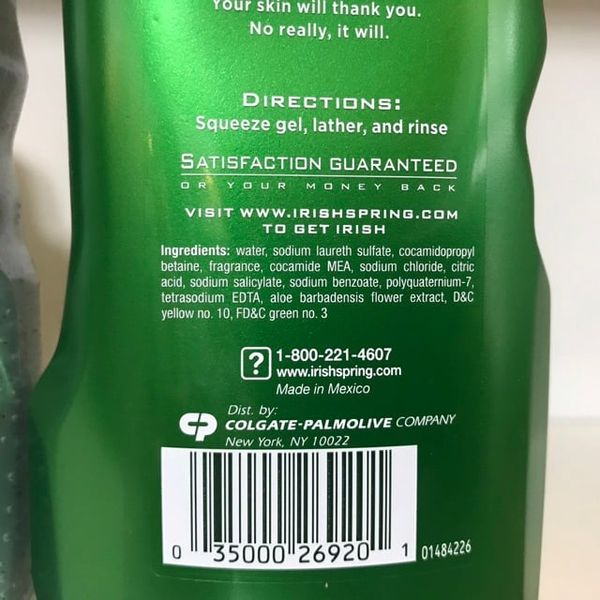 Your skin will thank you.
No really, it will.
DIRECTIONS:
Squeeze gel, lather, and rinse
SATISFACTION GUARANTEED
OR YOUR MONEY BACK
VISIT WWW.IRISHSPRING.COM
TO GET IRISH
Ingredients: water, sodium laureth sulfate, cocamidopropyl
betaine, fragrance, cocamide MEA, sodium chloride, citric
acid, sodium salicylate, sodium benzoate, polyquaternium-7,
tetrasodium EDTA, aloe barbadensis flower extract, D&C
yellow no. 10, FD&C green no. 3
? 1-800-221-4607
www.irishspring.com
Made in Mexico
Dist. by:
CP COLGATE-PALMOLIVE COMPANY
New York, NY 10022
0 35000 26920 1 01484226